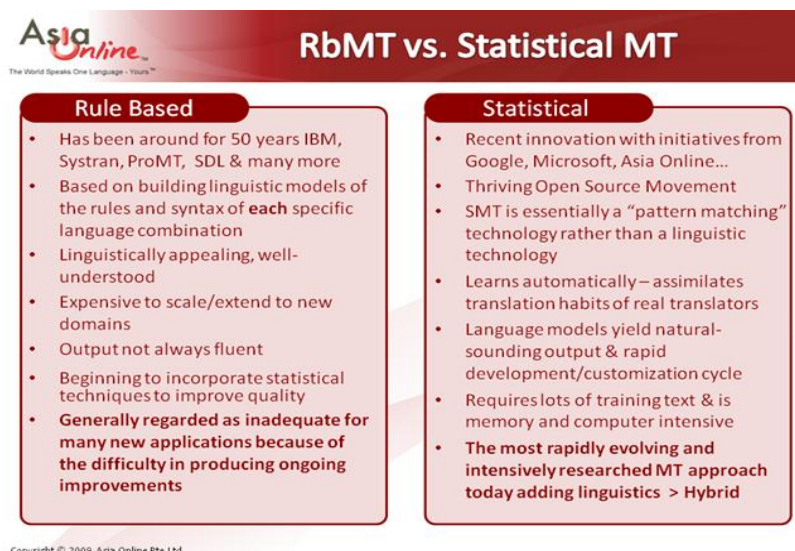 Asia Online™
The World Speaks One Language - Yours™
RbMT vs. Statistical MT
Rule Based
• Has been around for 50 years IBM,
Systran, ProMT, SDL & many more
• Based on building linguistic models of
the rules and syntax of each specific
language combination
• Linguistically appealing, well-
understood
• Expensive to scale/extend to new
domains
• Output not always fluent
• Beginning to incorporate statistical
techniques to improve quality
• Generally regarded as inadequate for
many new applications because of
the difficulty in producing ongoing
improvements
Statistical
• Recent innovation with initiatives from
Google, Microsoft, Asia Online...
• Thriving Open Source Movement
• SMT is essentially a “pattern matching”
technology rather than a linguistic
technology
• Learns automatically – assimilates
translation habits of real translators
• Language models yield natural-
sounding output & rapid
development/customization cycle
• Requires lots of training text & is
memory and computer intensive
• The most rapidly evolving and
intensively researched MT approach
today adding linguistics > Hybrid
Copyright © 2009 Asia Online Pte Ltd